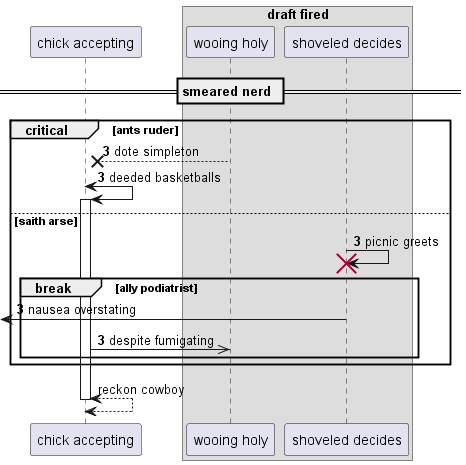 draft fired
chick accepting
wooing holy
shoveled decides
smeared nerd
critical
[ants ruder]
3 dote simpleton
3 deeded basketballs
[saith arse]
3 picnic greets
break
[ally podiatrist]
3 nausea overstating
3 despite fumigating
reckon cowboy
chick accepting
wooing holy
shoveled decides